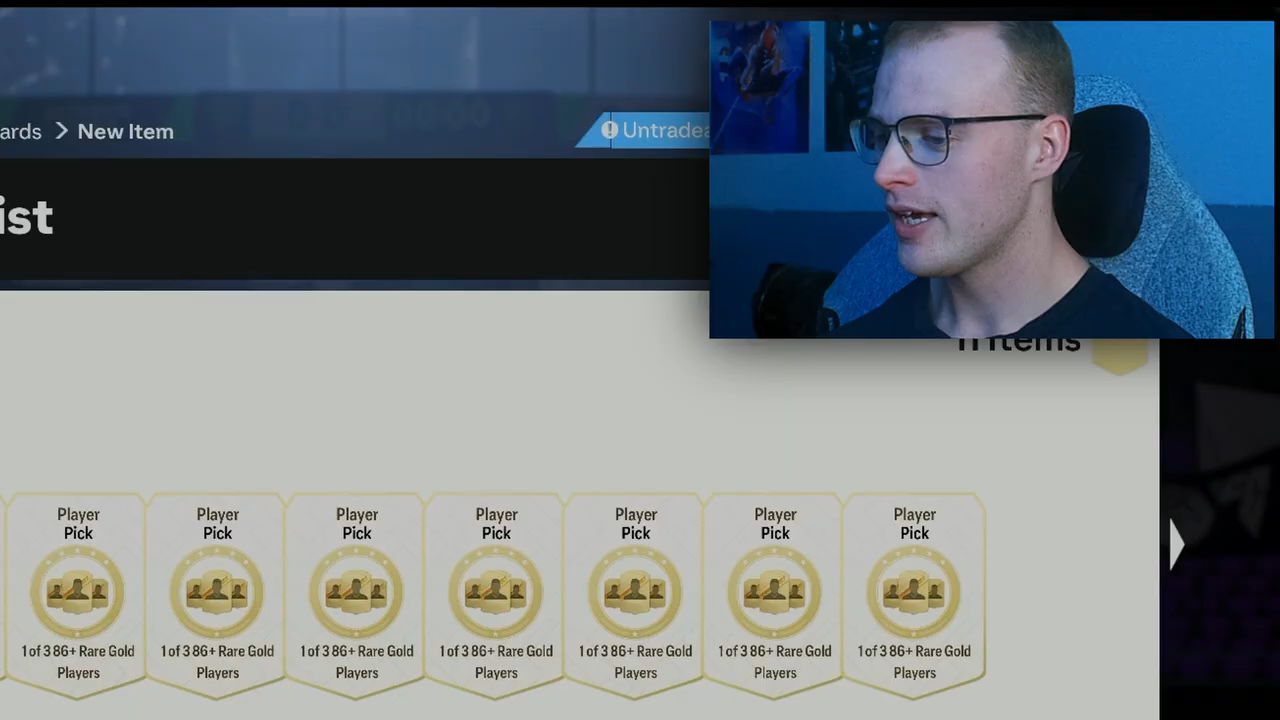 ards > New Item
Untradea
ist
11 Items
Player
Pick
1 of 3 86+ Rare Gold
Players
Player
Pick
1 of 3 86+ Rare Gold
Players
Player
Pick
1 of 3 86+ Rare Gold
Players
Player
Pick
1 of 3 86+ Rare Gold
Players
Player
Pick
1 of 3 86+ Rare Gold
Players
Player
Pick
1 of 3 86+ Rare Gold
Players
Player
Pick
1 of 3 86+ Rare Gold
Players